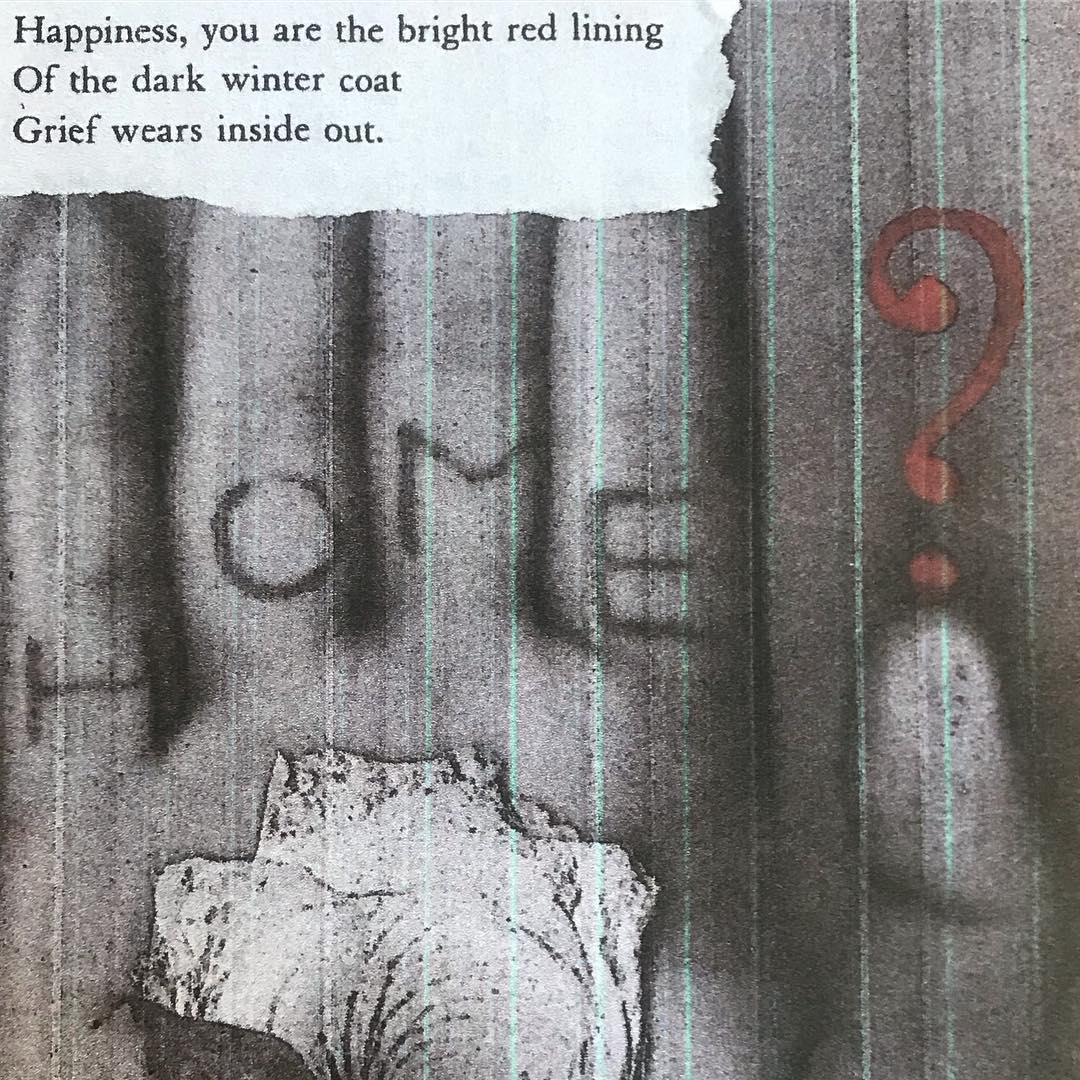 Happiness, you are the bright red lining
Of the dark winter coat
Grief wears inside out.
HOME
?